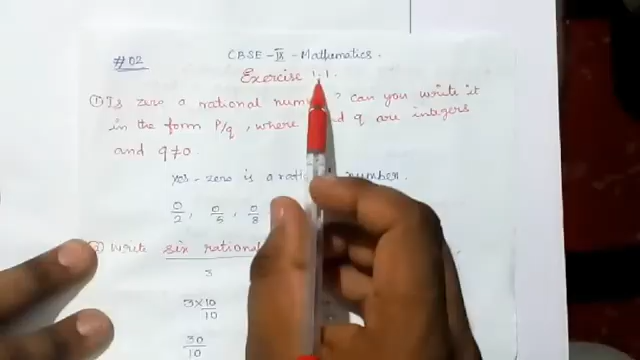 #02
CBSE - IX - Mathematics.
Exercise 1.1.
① Is zero a rational ? Can you write it
in the form P/q, where q are integers
and q ≠ 0.
Yes - zero is a number.
0/2, 0/5, 0/8
② Write six rational
3
3 × 10/10
30/10